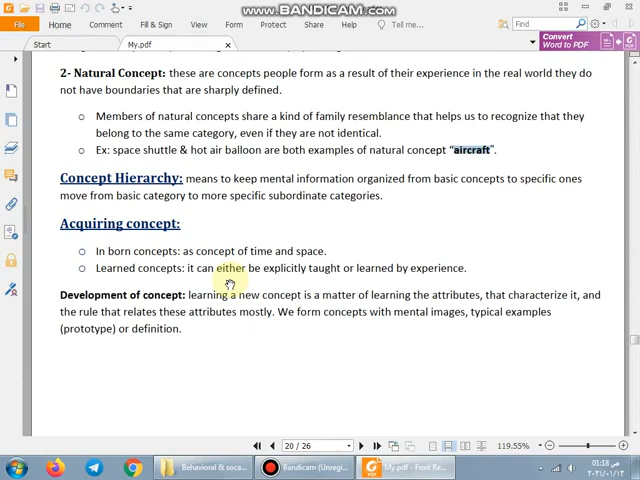 www.BANDICAM.com
File
Home
Comment
Fill & Sign
View
Protect
Share
Help
Tell me...
Find
Start
My.pdf
Convert
Word to PDF
2- Natural Concept: these are concepts people form as a result of their experience in the real world they do
not have boundaries that are sharply defined.
o Members of natural concepts share a kind of family resemblance that helps us to recognize that they
belong to the same category, even if they are not identical.
o Ex: space shuttle & hot air balloon are both examples of natural concept "aircraft".
Concept Hierarchy: means to keep mental information organized from basic concepts to specific ones
move from basic category to more specific subordinate categories.
Acquiring concept:
o In born concepts: as concept of time and space.
o Learned concepts: it can either be explicitly taught or learned by experience.
Development of concept: learning a new concept is a matter of learning the attributes, that characterize it, and
the rule that relates these attributes mostly. We form concepts with mental images, typical examples
(prototype) or definition.
20 / 26
119.55%
Behavioral & soca...
Bandicam (Unregi...
My.pdf - Foxit Re...
01:18 ص
٢٠٢١/٠١/١٣